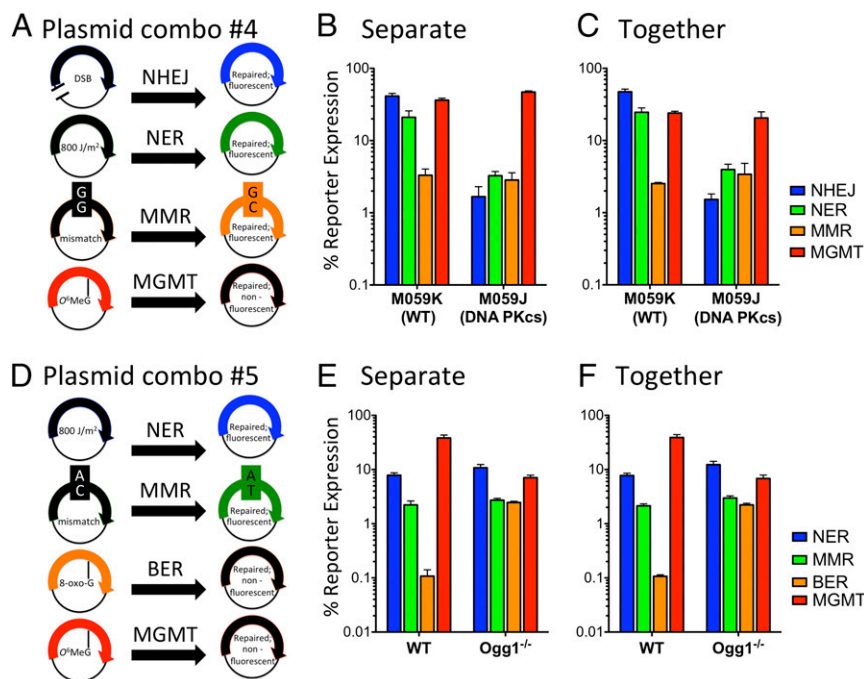 A Plasmid combo #4
DSB
NHEJ
Repaired;
fluorescent
800 J/m²
NER
Repaired;
fluorescent
G
G
mismatch
MMR
G
C
Repaired;
fluorescent
O⁶MeG
MGMT
Repaired;
non -
fluorescent
B Separate
% Reporter Expression
100
10
1
0.1
M059K
(WT)
M059J
(DNA PKcs)
C Together
100
10
1
0.1
M059K
(WT)
M059J
(DNA PKcs)
NHEJ
NER
MMR
MGMT
D Plasmid combo #5
800 J/m²
NER
Repaired;
fluorescent
A
C
mismatch
MMR
A
T
Repaired;
fluorescent
8-oxo-G
BER
Repaired;
non -
fluorescent
O⁶MeG
MGMT
Repaired;
non -
fluorescent
E Separate
% Reporter Expression
100
10
1
0.1
0.01
WT
Ogg1⁻/⁻
F Together
100
10
1
0.1
0.01
WT
Ogg1⁻/⁻
NER
MMR
BER
MGMT